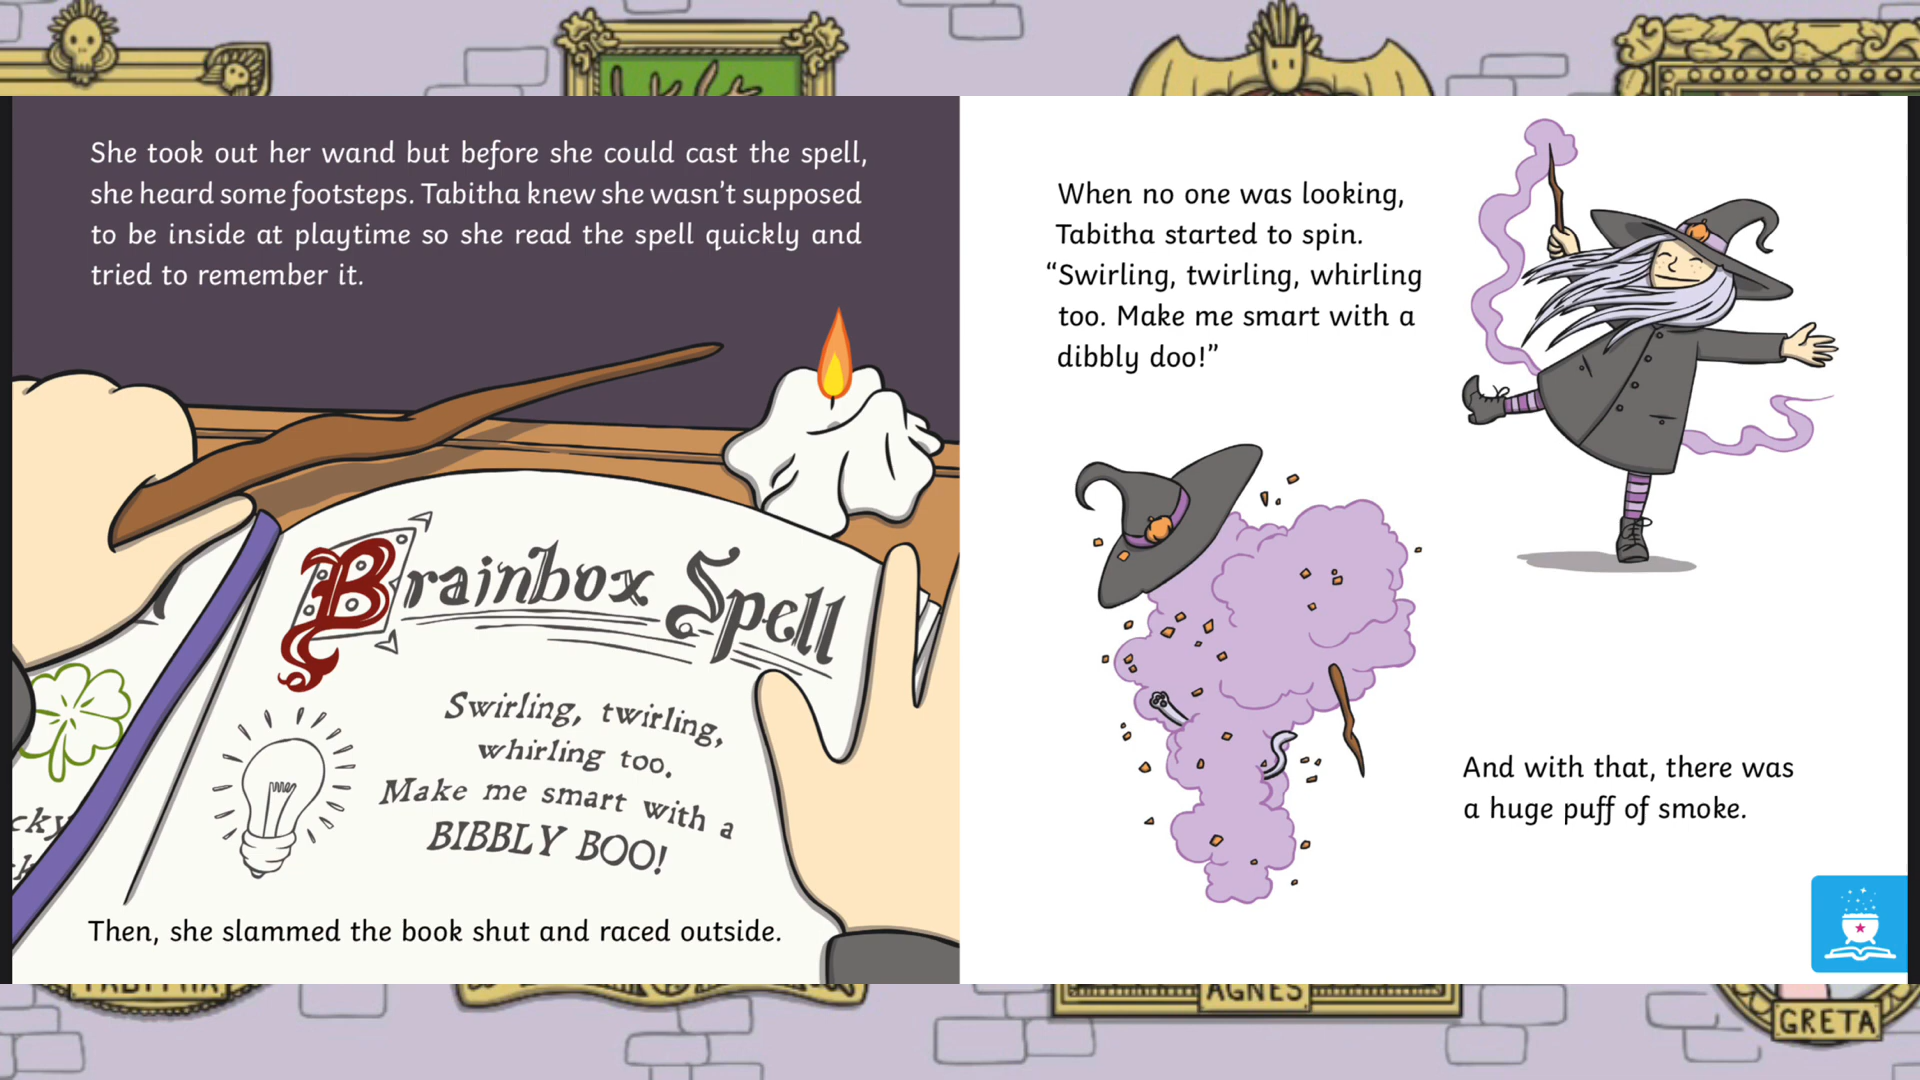 She took out her wand but before she could cast the spell,
she heard some footsteps. Tabitha knew she wasn't supposed
to be inside at playtime so she read the spell quickly and
tried to remember it.
Brainbox Spell
Swirling, twirling,
whirling too.
Make me smart with a
BIBBLY BOO!
Then, she slammed the book shut and raced outside.
When no one was looking,
Tabitha started to spin.
“Swirling, twirling, whirling
too. Make me smart with a
dibbly doo!”
And with that, there was
a huge puff of smoke.
TABITHA
AGNES
GRETA